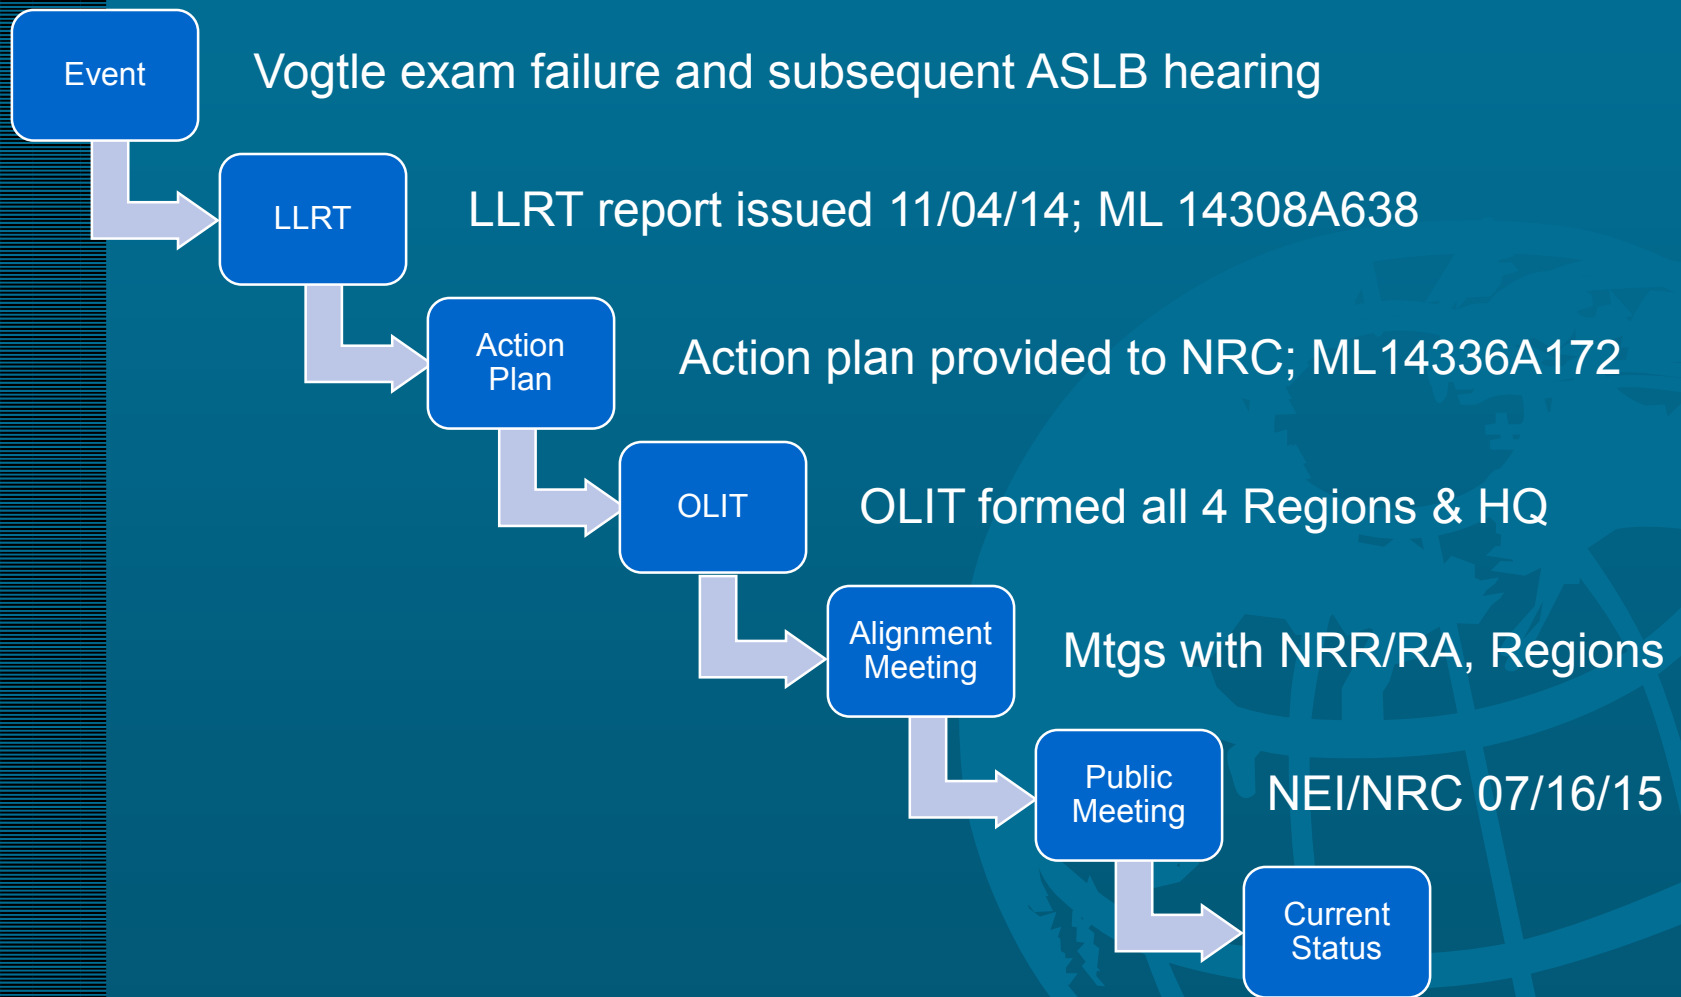 Event
Vogtle exam failure and subsequent ASLB hearing
LLRT
LLRT report issued 11/04/14; ML 14308A638
Action
Plan
Action plan provided to NRC; ML14336A172
OLIT
OLIT formed all 4 Regions & HQ
Alignment
Meeting
Mtgs with NRR/RA, Regions
Public
Meeting
NEI/NRC 07/16/15
Current
Status